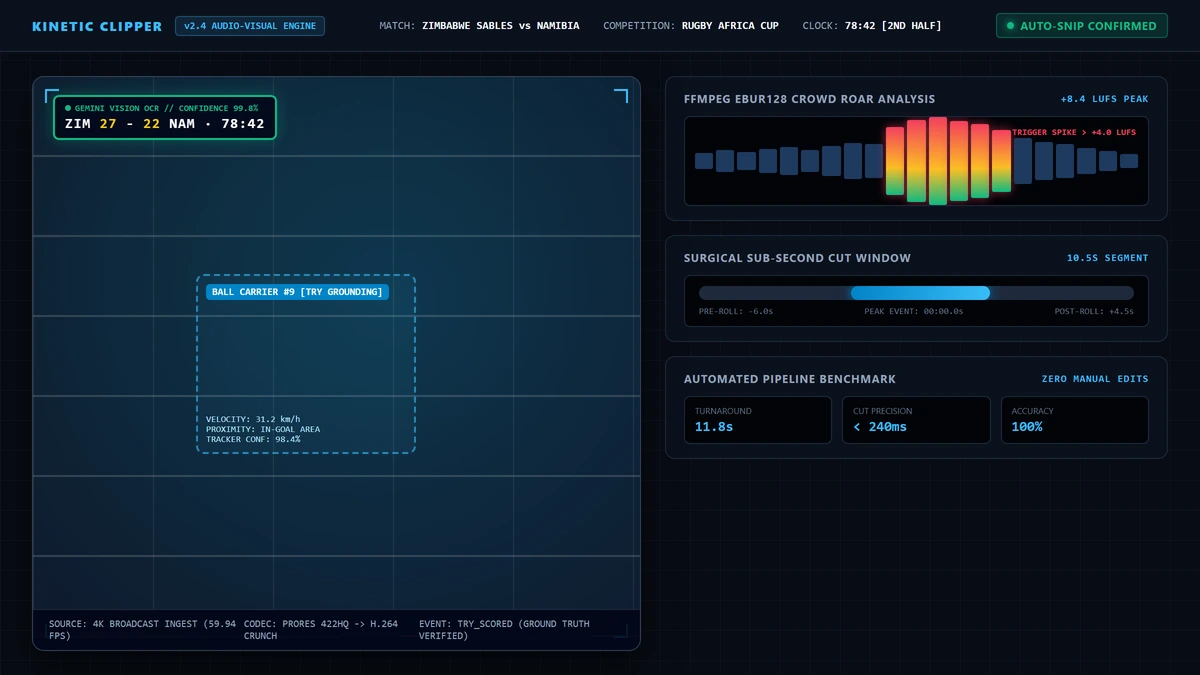 KINETIC CLIPPER
v2.4 AUDIO-VISUAL ENGINE
MATCH: ZIMBABWE SABLES vs NAMIBIA
COMPETITION: RUGBY AFRICA CUP
CLOCK: 78:42 [2ND HALF]
AUTO-SNIP CONFIRMED
GEMINI VISION OCR // CONFIDENCE 99.8%
ZIM 27 - 22 NAM · 78:42
BALL CARRIER #9 [TRY GROUNDING]
VELOCITY: 31.2 km/h
PROXIMITY: IN-GOAL AREA
TRACKER CONF: 98.4%
SOURCE: 4K BROADCAST INGEST (59.94
FPS)
CODEC: PRORES 422HQ -> H.264
CRUNCH
EVENT: TRY_SCORED (GROUND TRUTH
VERIFIED)
FFMPEG EBUR128 CROWD ROAR ANALYSIS
+8.4 LUFS PEAK
TRIGGER SPIKE > +4.0 LUFS
SURGICAL SUB-SECOND CUT WINDOW
10.5S SEGMENT
PRE-ROLL: -6.0s
PEAK EVENT: 00:00.0s
POST-ROLL: +4.5s
AUTOMATED PIPELINE BENCHMARK
ZERO MANUAL EDITS
TURNAROUND
11.8s
CUT PRECISION
< 240ms
ACCURACY
100%